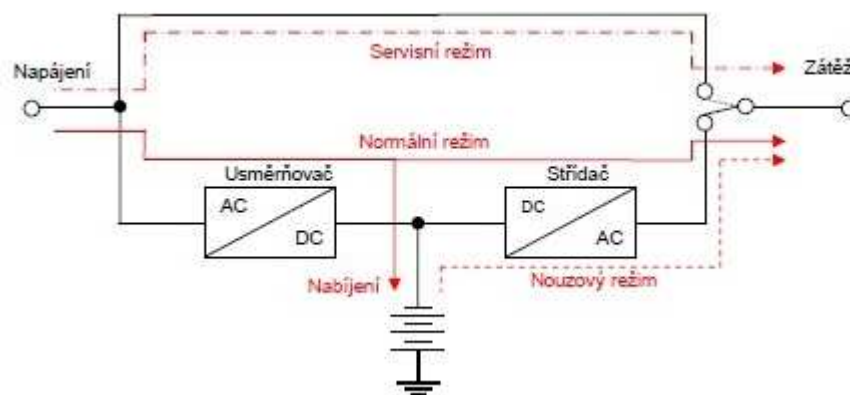 Servisní režim
Napájení
Zátěž
Normální režim
Usměrňovač
Střídač
AC
DC
DC
AC
Nabíjení
Nouzový režim